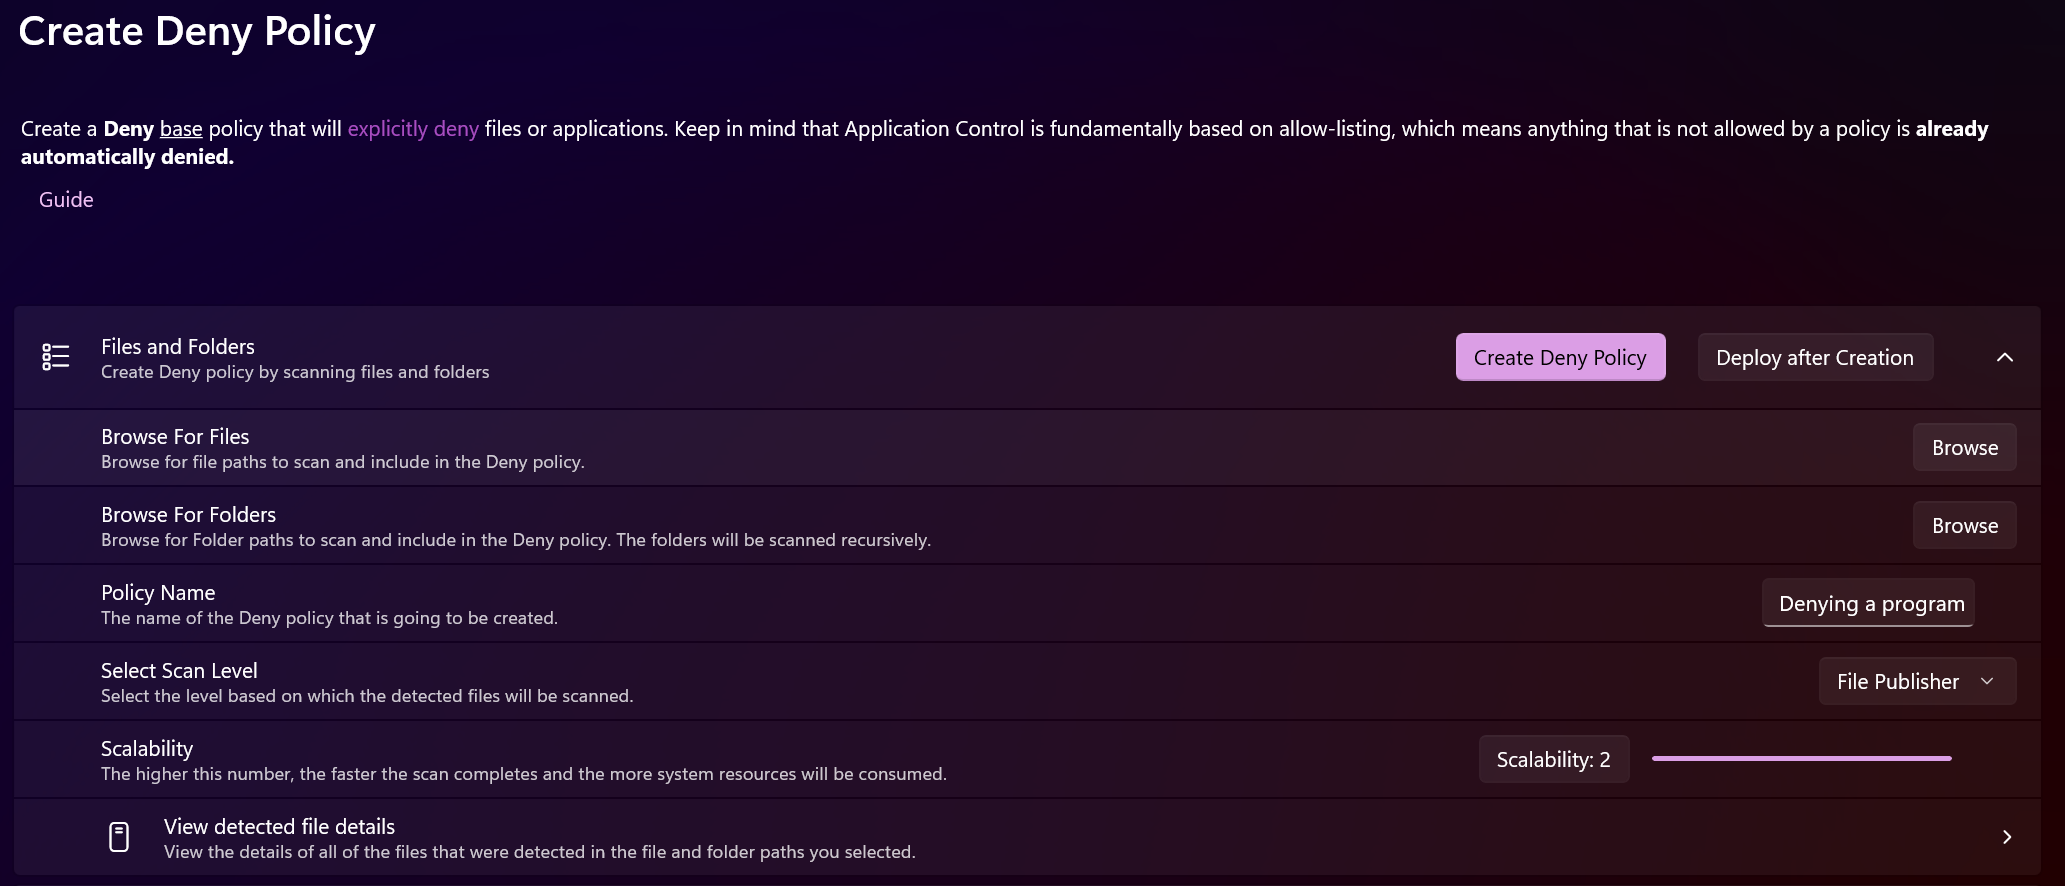 Create Deny Policy
Create a Deny base policy that will explicitly deny files or applications. Keep in mind that Application Control is fundamentally based on allow-listing, which means anything that is not allowed by a policy is already
automatically denied.
Guide
Files and Folders
Create Deny policy by scanning files and folders
Create Deny Policy
Deploy after Creation
Browse For Files
Browse for file paths to scan and include in the Deny policy.
Browse
Browse For Folders
Browse for Folder paths to scan and include in the Deny policy. The folders will be scanned recursively.
Browse
Policy Name
The name of the Deny policy that is going to be created.
Denying a program
Select Scan Level
Select the level based on which the detected files will be scanned.
File Publisher
Scalability
The higher this number, the faster the scan completes and the more system resources will be consumed.
Scalability: 2
View detected file details
View the details of all of the files that were detected in the file and folder paths you selected.